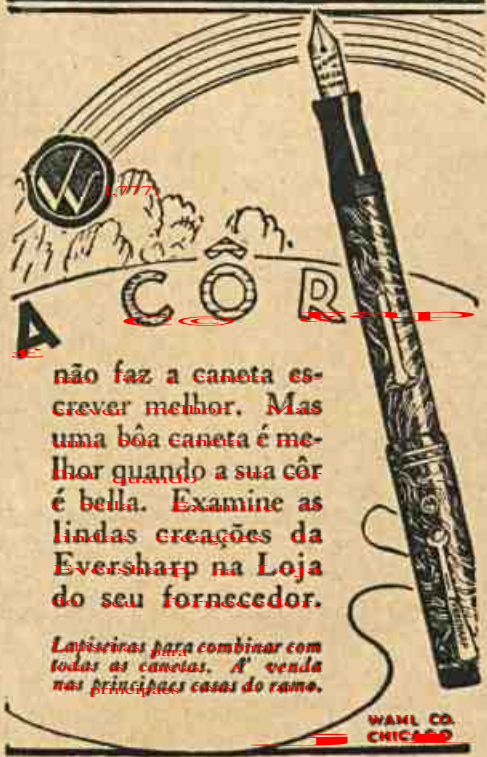 A CÔR
não faz a caneta es-
crever melhor. Mas
uma bôa caneta é me-
lhor quando a sua côr
é bella. Examine as
lindas creações da
Eversharp na Loja
do seu fornecedor.
Lapiseiras para combinar com
todas as canetas. A' venda
nas principaes casas do ramo.
WAHL CO.
CHICAGO